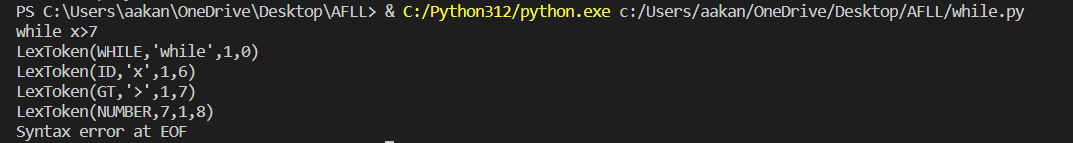 PS C:\Users\aakan\OneDrive\Desktop\AFLL> & C:/Python312/python.exe c:/Users/aakan/OneDrive/Desktop/AFLL/while.py
while x>7
LexToken(WHILE,'while',1,0)
LexToken(ID,'x',1,6)
LexToken(GT,'>',1,7)
LexToken(NUMBER,7,1,8)
Syntax error at EOF